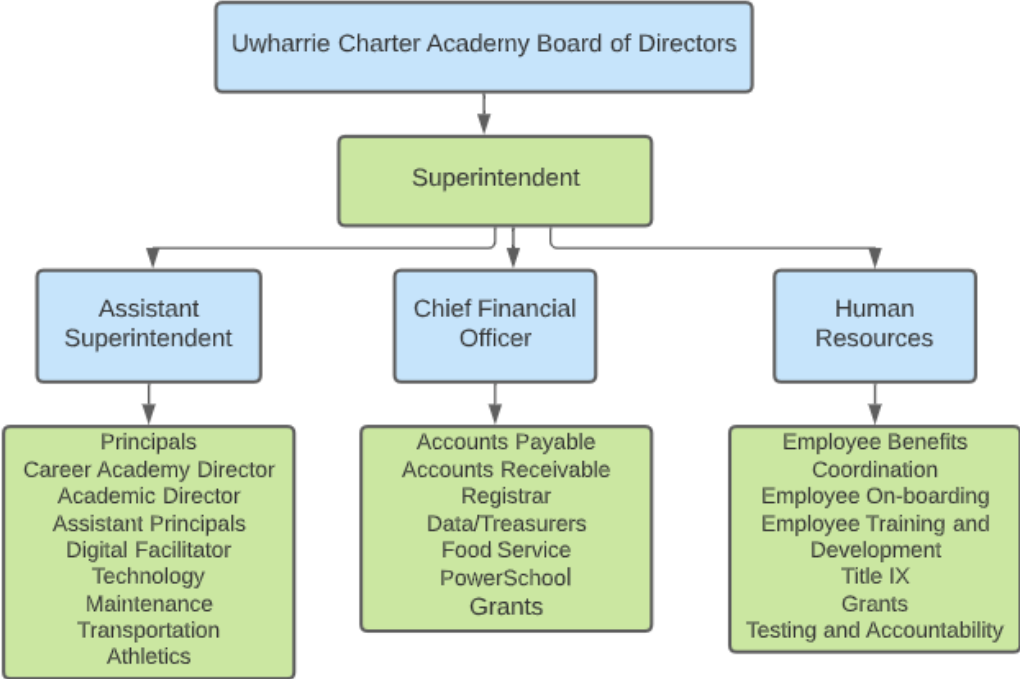 Uwharrie Charter Academy Board of Directors
Superintendent
Assistant
Superintendent
Chief Financial
Officer
Human
Resources
Principals
Career Academy Director
Academic Director
Assistant Principals
Digital Facilitator
Technology
Maintenance
Transportation
Athletics
Accounts Payable
Accounts Receivable
Registrar
Data/Treasurers
Food Service
PowerSchool
Grants
Employee Benefits
Coordination
Employee On-boarding
Employee Training and
Development
Title IX
Grants
Testing and Accountability